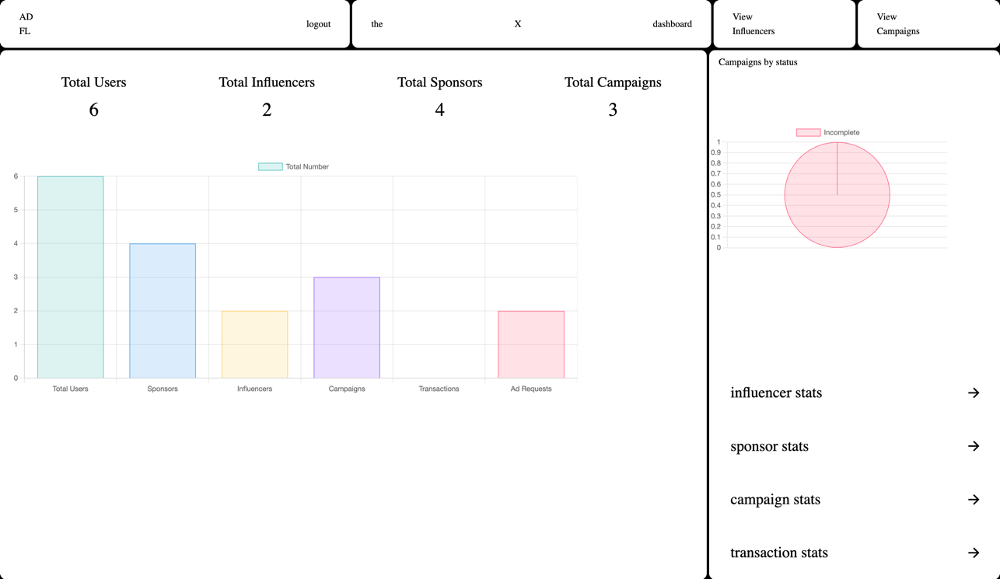 AD
FL
logout
the X dashboard
View
Influencers
View
Campaigns
Total Users
6
Total Influencers
2
Total Sponsors
4
Total Campaigns
3
Total Number
6
5
4
3
2
1
0
Total Users Sponsors Influencers Campaigns Transactions Ad Requests
Campaigns by status
Incomplete
1
0.9
0.8
0.7
0.6
0.5
0.4
0.3
0.2
0.1
0
influencer stats →
sponsor stats →
campaign stats →
transaction stats →